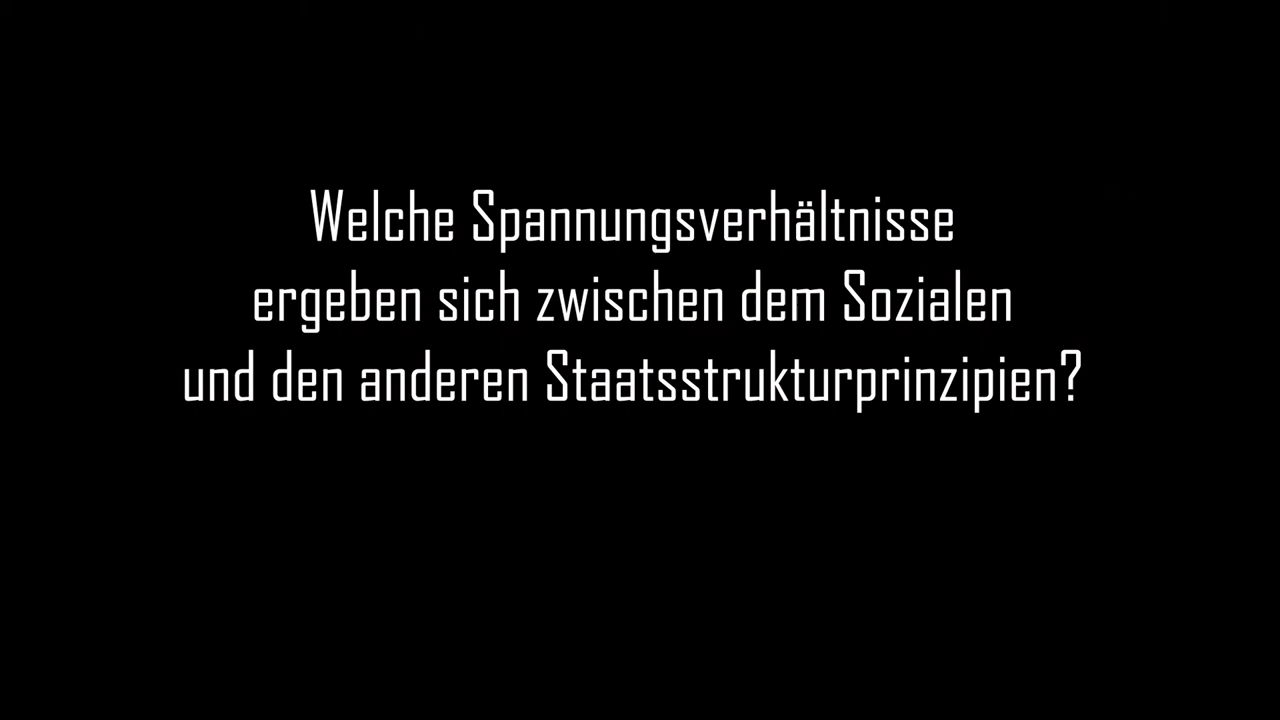 Welche Spannungsverhältnisse
ergeben sich zwischen dem Sozialen
und den anderen Staatsstrukturprinzipien?